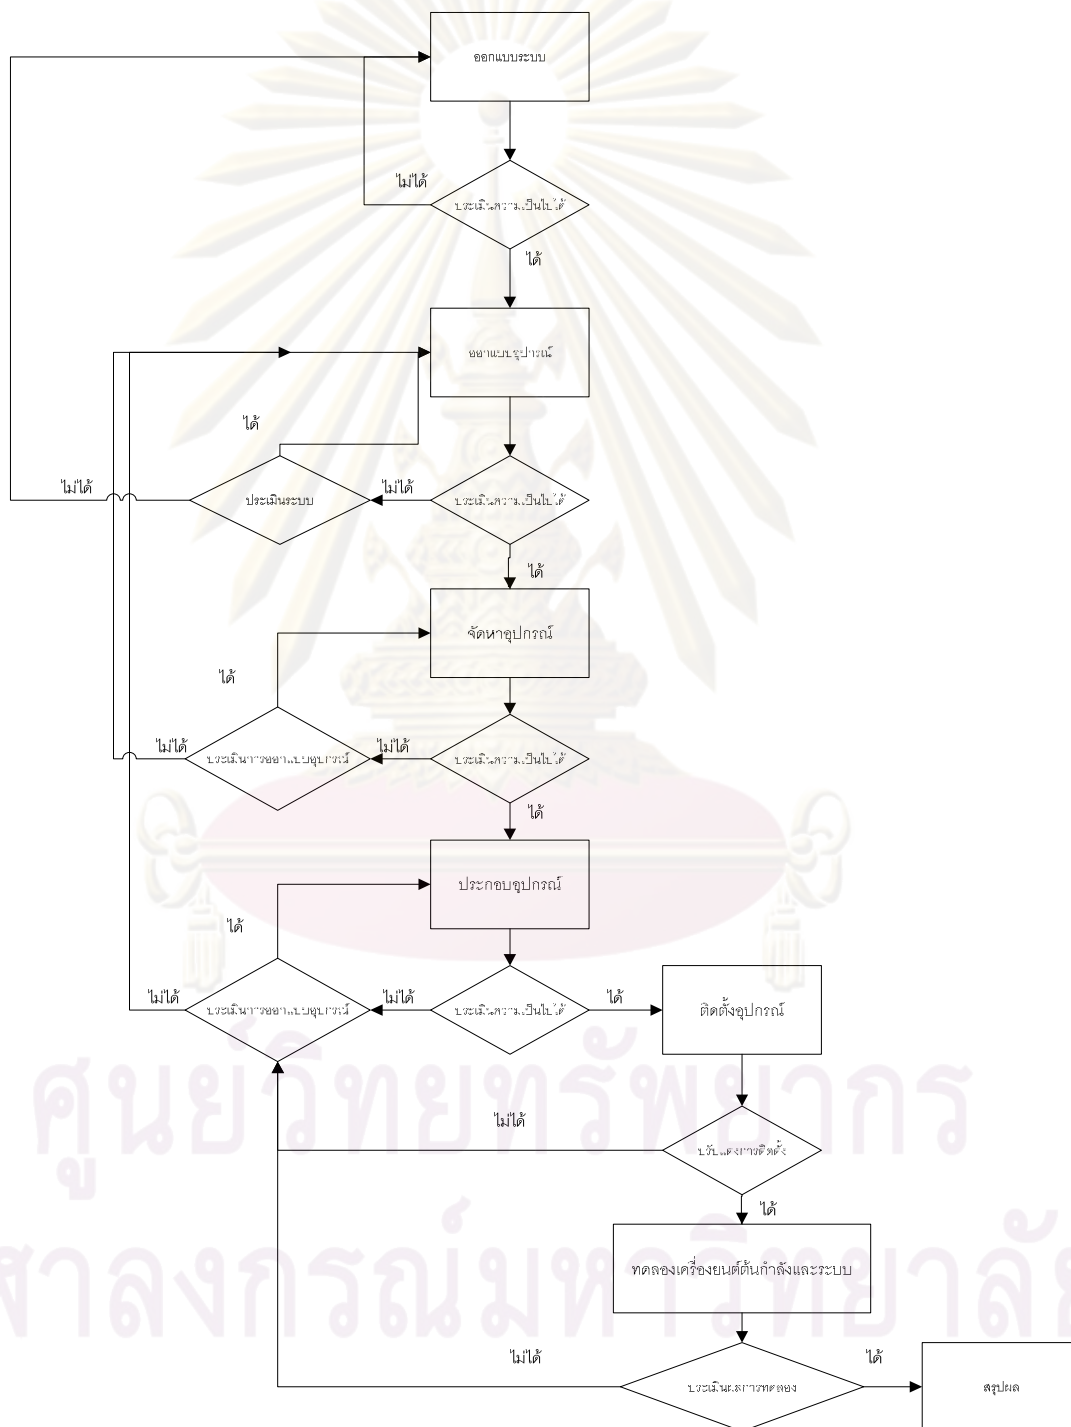 ออกแบบระบบ
ไม่ได้
ประเมินความเป็นไปได้
ได้
ออกแบบอุปกรณ์
ได้
ไม่ได้
ประเมินระบบ
ไม่ได้
ประเมินความเป็นไปได้
ได้
จัดหาอุปกรณ์
ได้
ไม่ได้
ประเมินการออกแบบอุปกรณ์
ไม่ได้
ประเมินความเป็นไปได้
ได้
ประกอบอุปกรณ์
ได้
ไม่ได้
ประเมินการออกแบบอุปกรณ์
ไม่ได้
ประเมินความเป็นไปได้
ได้
ติดตั้งอุปกรณ์
ศูนย์วิทยทรัพยากร
ไม่ได้
ปรับแต่งการติดตั้ง
ได้
ทดลองเครื่องยนต์ต้นกำลังและระบบ
ฬาลงกรณ์มหาวิทยาลัย
ไม่ได้
ประเมินผลการทดลอง
ได้
สรุปผล